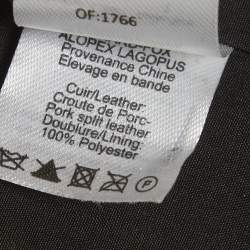 OF:1766
ALOPEX LAGOPUS
Provenance Chine
Elevage en bande
Cuir/Leather:
Croute de Porc-
Pork split leather
Doublure/Lining:
100% Polyester
F